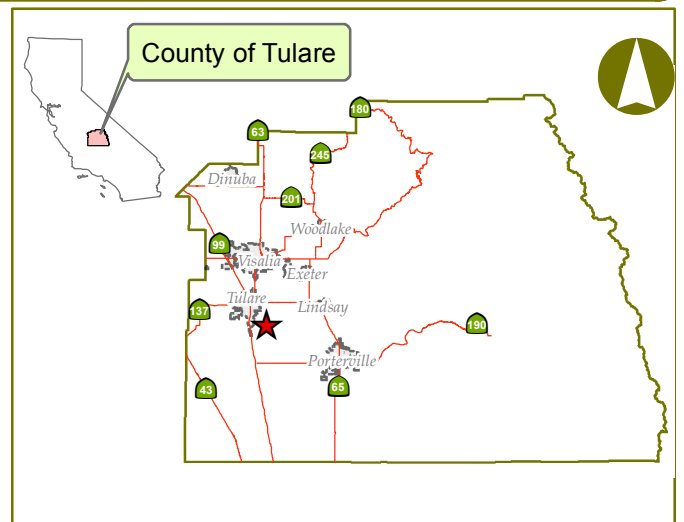 County of Tulare
180
63
245
Dinuba
201
Woodlake
99
Visalia
Exeter
Tulare
Lindsay
137
190
Porterville
65
43